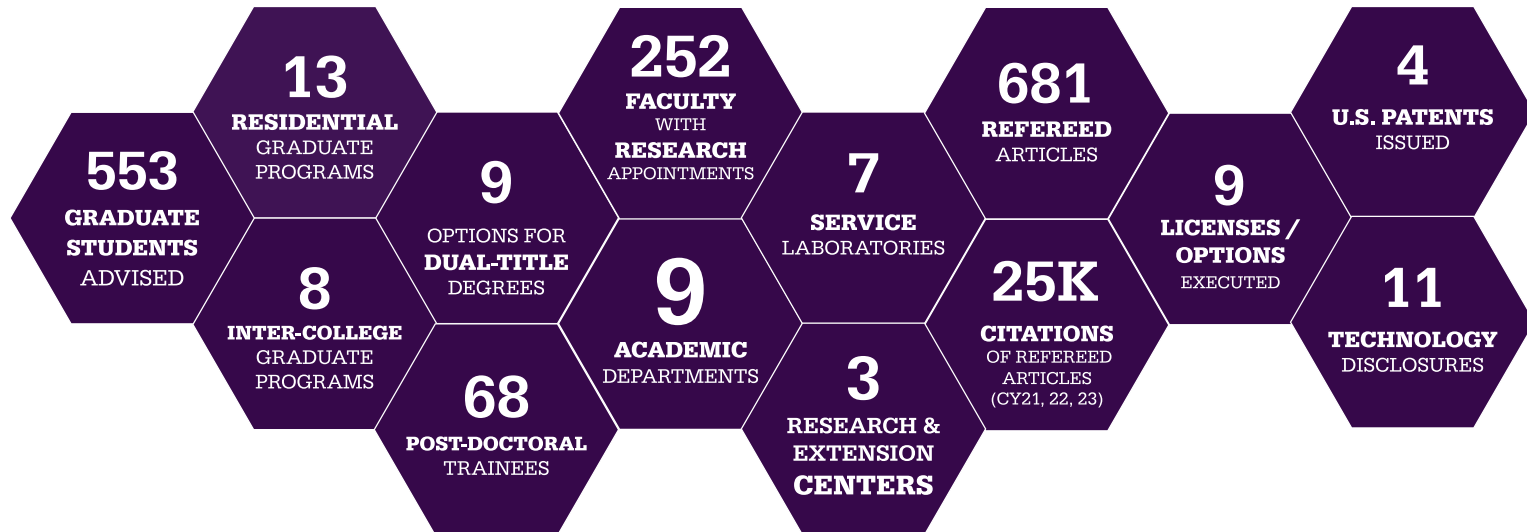 553
GRADUATE
STUDENTS
ADVISED
13
RESIDENTIAL
GRADUATE
PROGRAMS
8
INTER-COLLEGE
GRADUATE
PROGRAMS
9
OPTIONS FOR
DUAL-TITLE
DEGREES
68
POST-DOCTORAL
TRAINEES
252
FACULTY
WITH
RESEARCH
APPOINTMENTS
9
ACADEMIC
DEPARTMENTS
7
SERVICE
LABORATORIES
3
RESEARCH &
EXTENSION
CENTERS
681
REFEREED
ARTICLES
25K
CITATIONS
OF REFEREED
ARTICLES
(CY21, 22, 23)
9
LICENSES /
OPTIONS
EXECUTED
4
U.S. PATENTS
ISSUED
11
TECHNOLOGY
DISCLOSURES